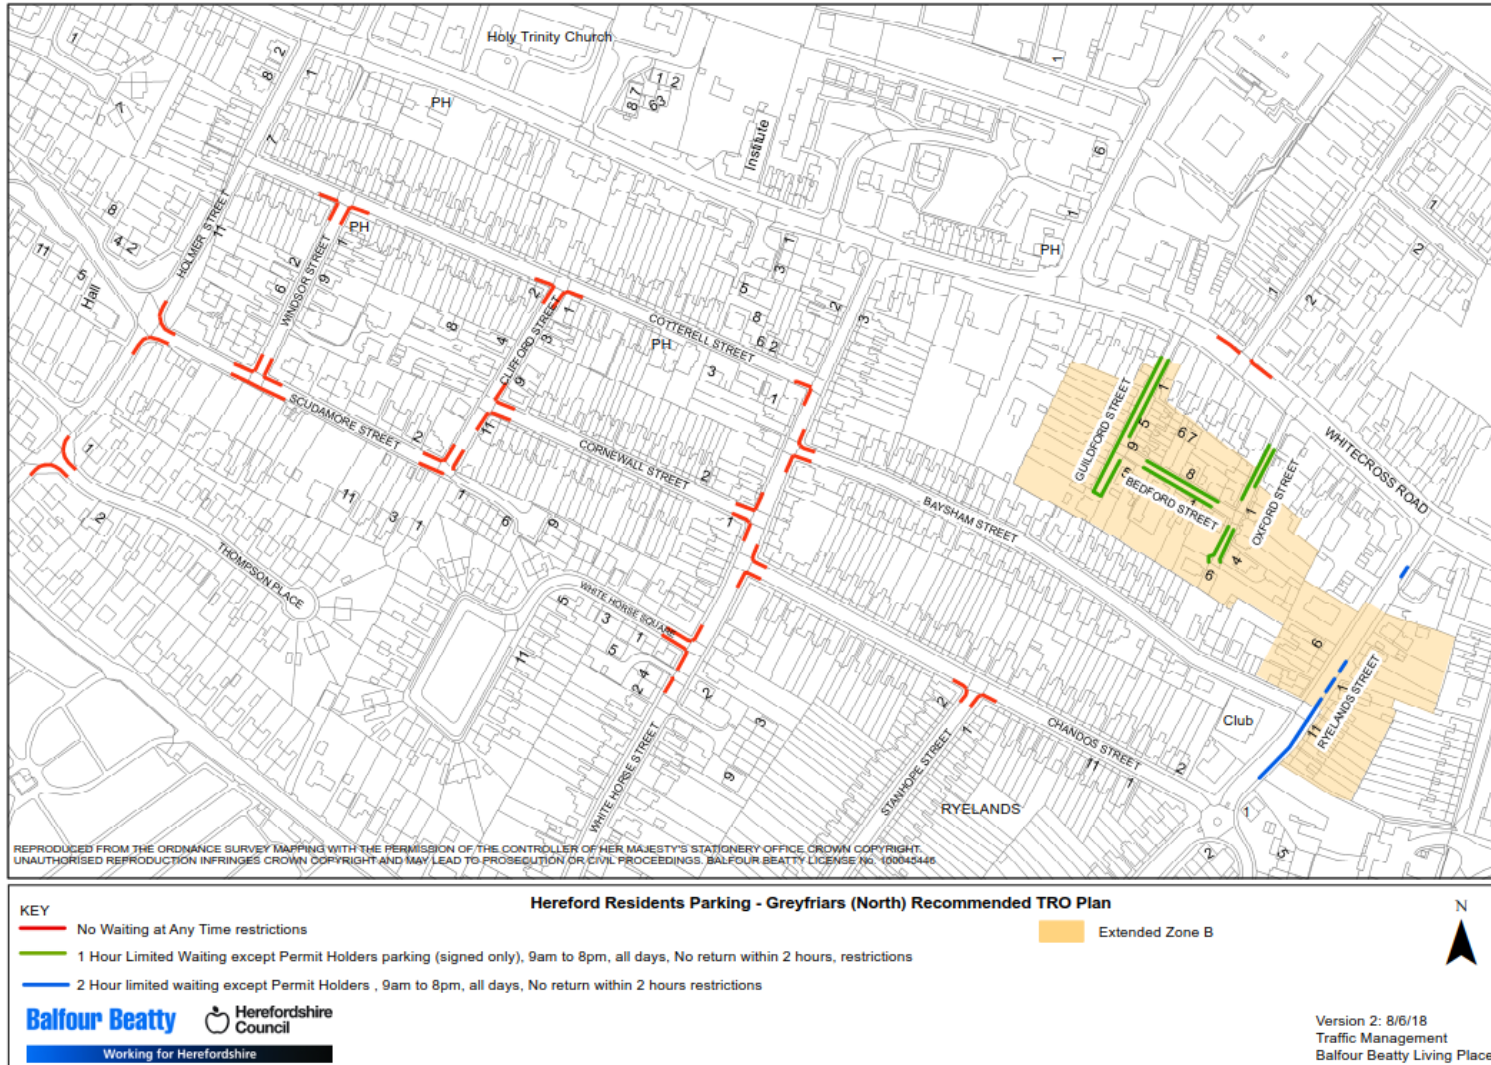 Holy Trinity Church
PH
Institute
PH
PH
PH
Hall
HOLMER STREET
WINDSOR STREET
CLIFFORD STREET
COTTERELL STREET
SCUDAMORE STREET
CORNEWALL STREET
BAYSHAM STREET
GUILDFORD STREET
BEDFORD STREET
OXFORD STREET
WHITECROSS ROAD
THOMPSON PLACE
WHITE HORSE SQUARE
WHITE HORSE STREET
STANHOPE STREET
CHANDOS STREET
RYELANDS STREET
Club
RYELANDS
REPRODUCED FROM THE ORDNANCE SURVEY MAPPING WITH THE PERMISSION OF THE CONTROLLER OF HER MAJESTY'S STATIONERY OFFICE CROWN COPYRIGHT.
UNAUTHORISED REPRODUCTION INFRINGES CROWN COPYRIGHT AND MAY LEAD TO PROSECUTION OR CIVIL PROCEEDINGS. BALFOUR BEATTY LICENSE No. 100045446
Hereford Residents Parking - Greyfriars (North) Recommended TRO Plan
KEY
No Waiting at Any Time restrictions
1 Hour Limited Waiting except Permit Holders parking (signed only), 9am to 8pm, all days, No return within 2 hours, restrictions
2 Hour limited waiting except Permit Holders , 9am to 8pm, all days, No return within 2 hours restrictions
Extended Zone B
N
Balfour Beatty
Herefordshire
Council
Working for Herefordshire
Version 2: 8/6/18
Traffic Management
Balfour Beatty Living Place